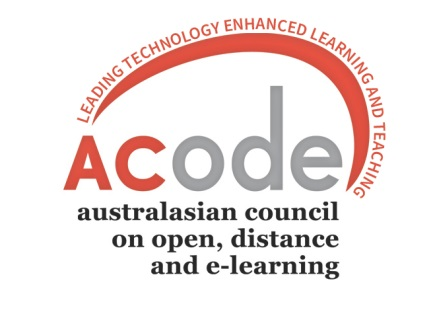 LEADING TECHNOLOGY ENHANCED LEARNING AND TEACHING
ACode
australasian council
on open, distance
and e-learning